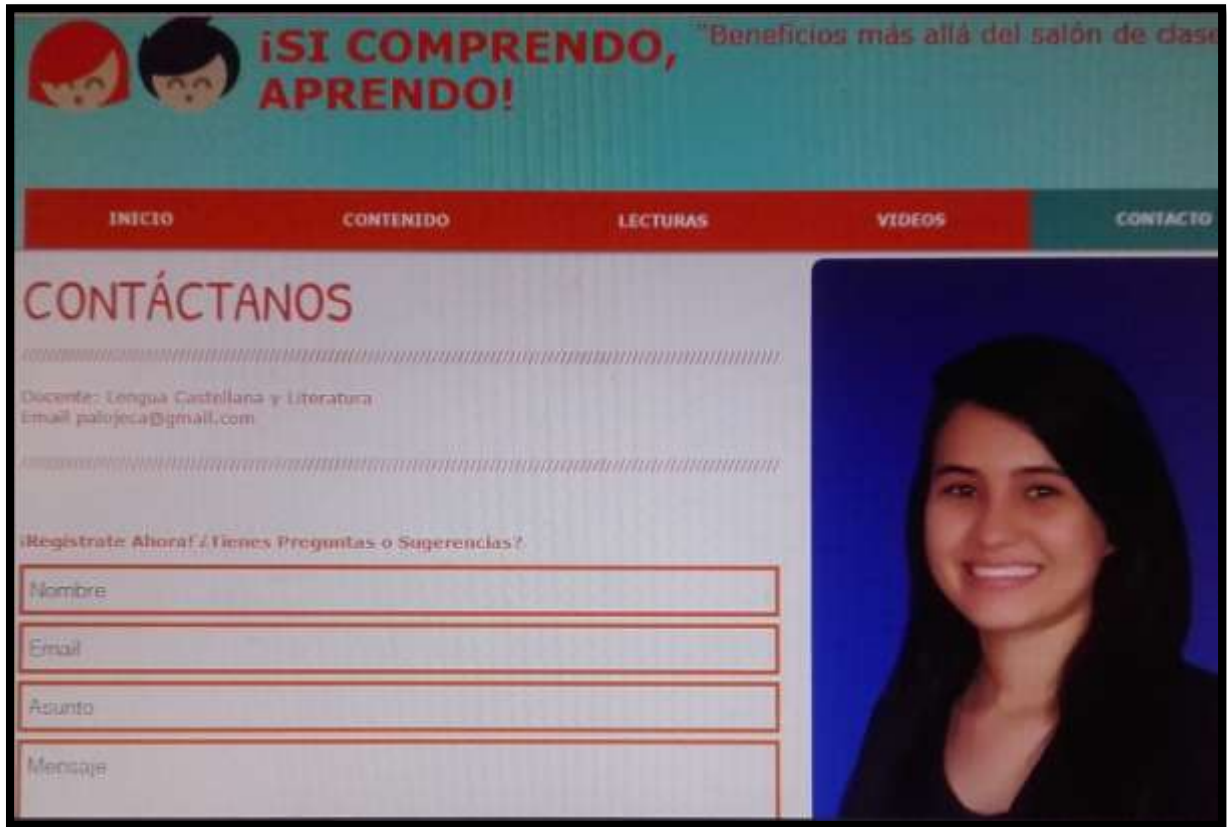 ¡SI COMPRENDO,
APRENDO!
"Beneficios más allá del salón de clase
INICIO
CONTENIDO
LECTURAS
VIDEOS
CONTACTO
CONTÁCTANOS
Docente: Lengua Castellana y Literatura
Email palojeca@gmail.com
¡Registrate Ahora! ¿Tienes Preguntas o Sugerencias?
Nombre
Email
Asunto
Mensaje